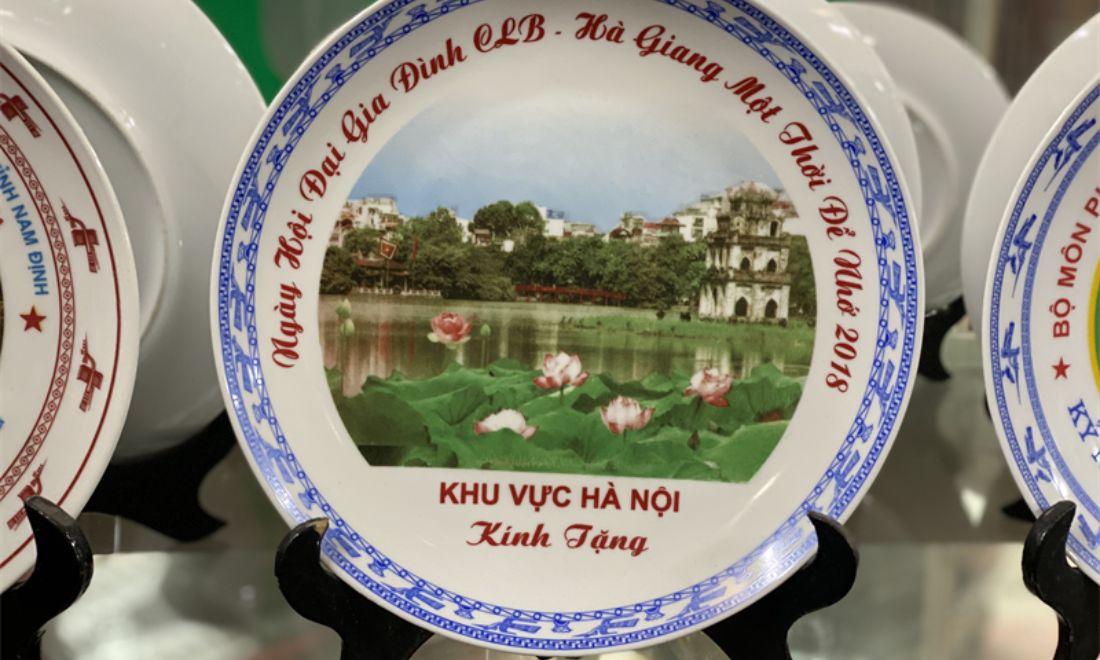 Ngày Hội Đại Gia Đình CLB - Hà Giang Một Thời Để Nhớ 2018
KHU VỰC HÀ NỘI
Kính Tặng
TỈNH NAM ĐỊNH
BỘ MÔN